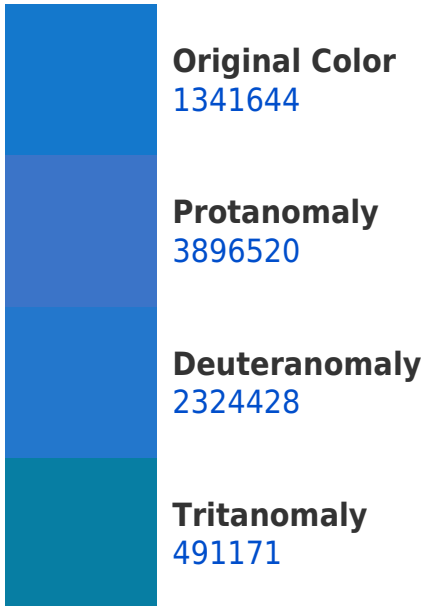 Original Color
1341644
Protanomaly
3896520
Deuteranomaly
2324428
Tritanomaly
491171